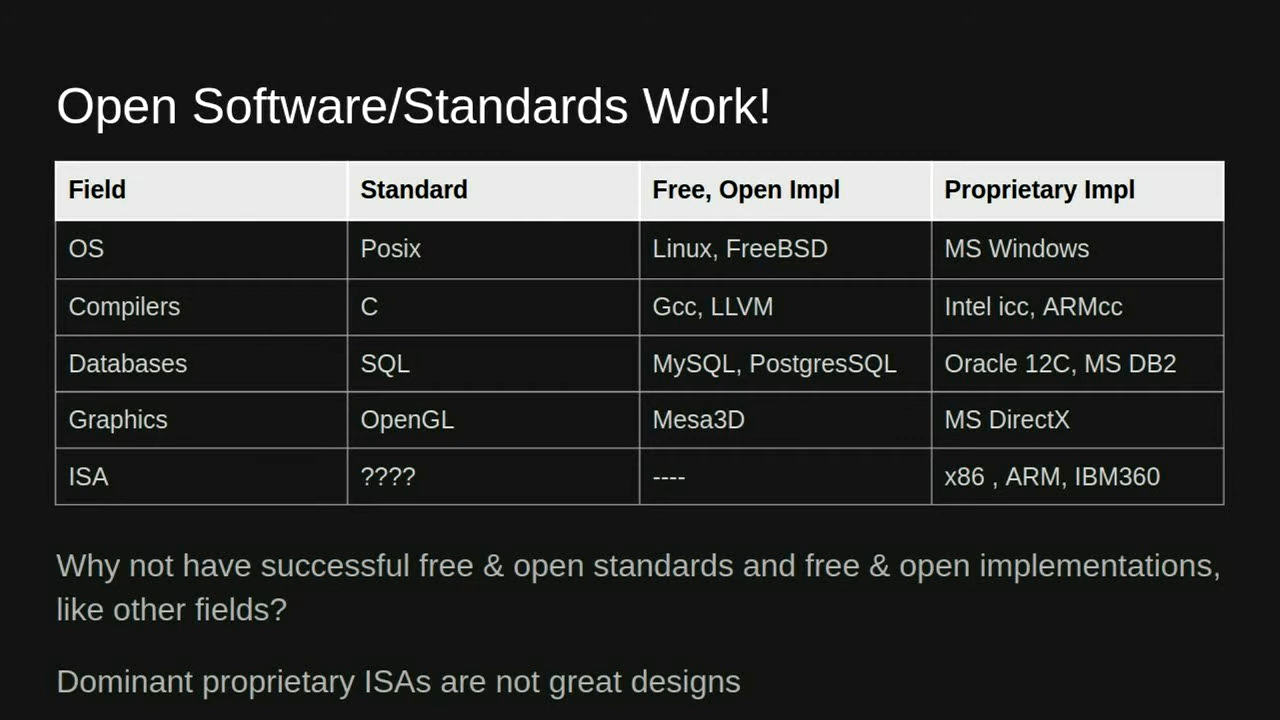 Open Software/Standards Work!
Field Standard Free, Open Impl Proprietary Impl
OS Posix Linux, FreeBSD MS Windows
Compilers C Gcc, LLVM Intel icc, ARMcc
Databases SQL MySQL, PostgresSQL Oracle 12C, MS DB2
Graphics OpenGL Mesa3D MS DirectX
ISA ???? ---- x86 , ARM, IBM360
Why not have successful free & open standards and free & open implementations,
like other fields?
Dominant proprietary ISAs are not great designs